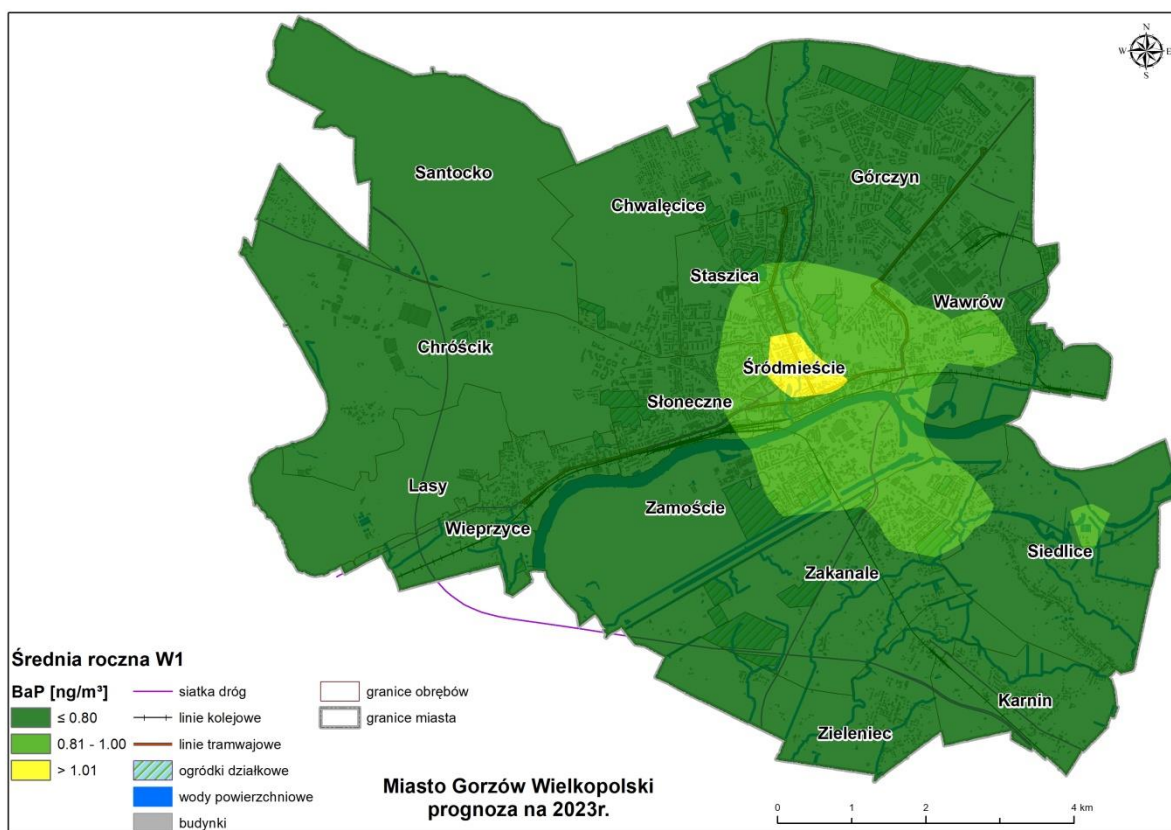 N
W E
S
Santocko
Górczyn
Chwalęcice
Staszica
Wawrów
Chróścik
Śródmieście
Słoneczne
Lasy
Zamoście
Wieprzyce
Siedlice
Zakanale
Karnin
Zieleniec
Średnia roczna W1
BaP [ng/m³]
≤ 0.80
0.81 - 1.00
> 1.01
siatka dróg
linie kolejowe
linie tramwajowe
ogródki działkowe
wody powierzchniowe
budynki
granice obrębów
granice miasta
Miasto Gorzów Wielkopolski
prognoza na 2023r.
0 1 2 4 km